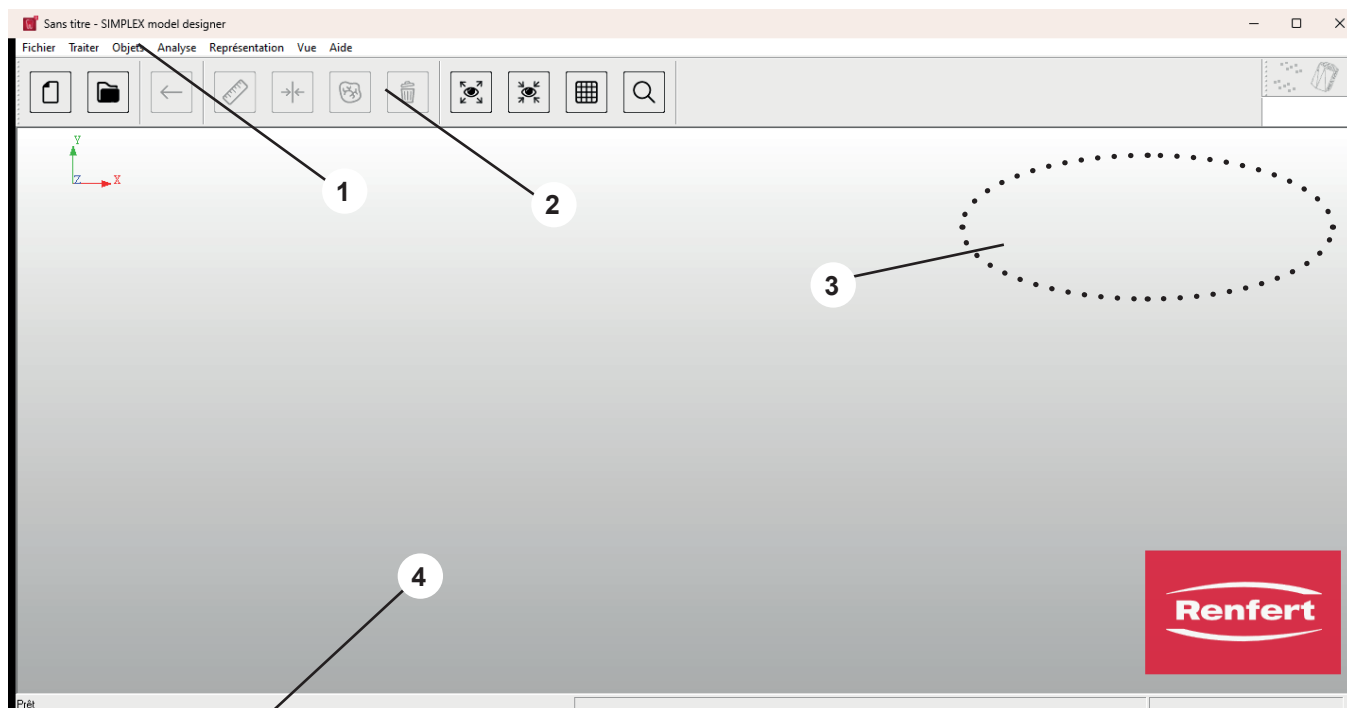 Sans titre - SIMPLEX model designer
Fichier Traiter Objets Analyse Représentation Vue Aide
Y
Z X
1
2
3
4
Renfert
Prêt